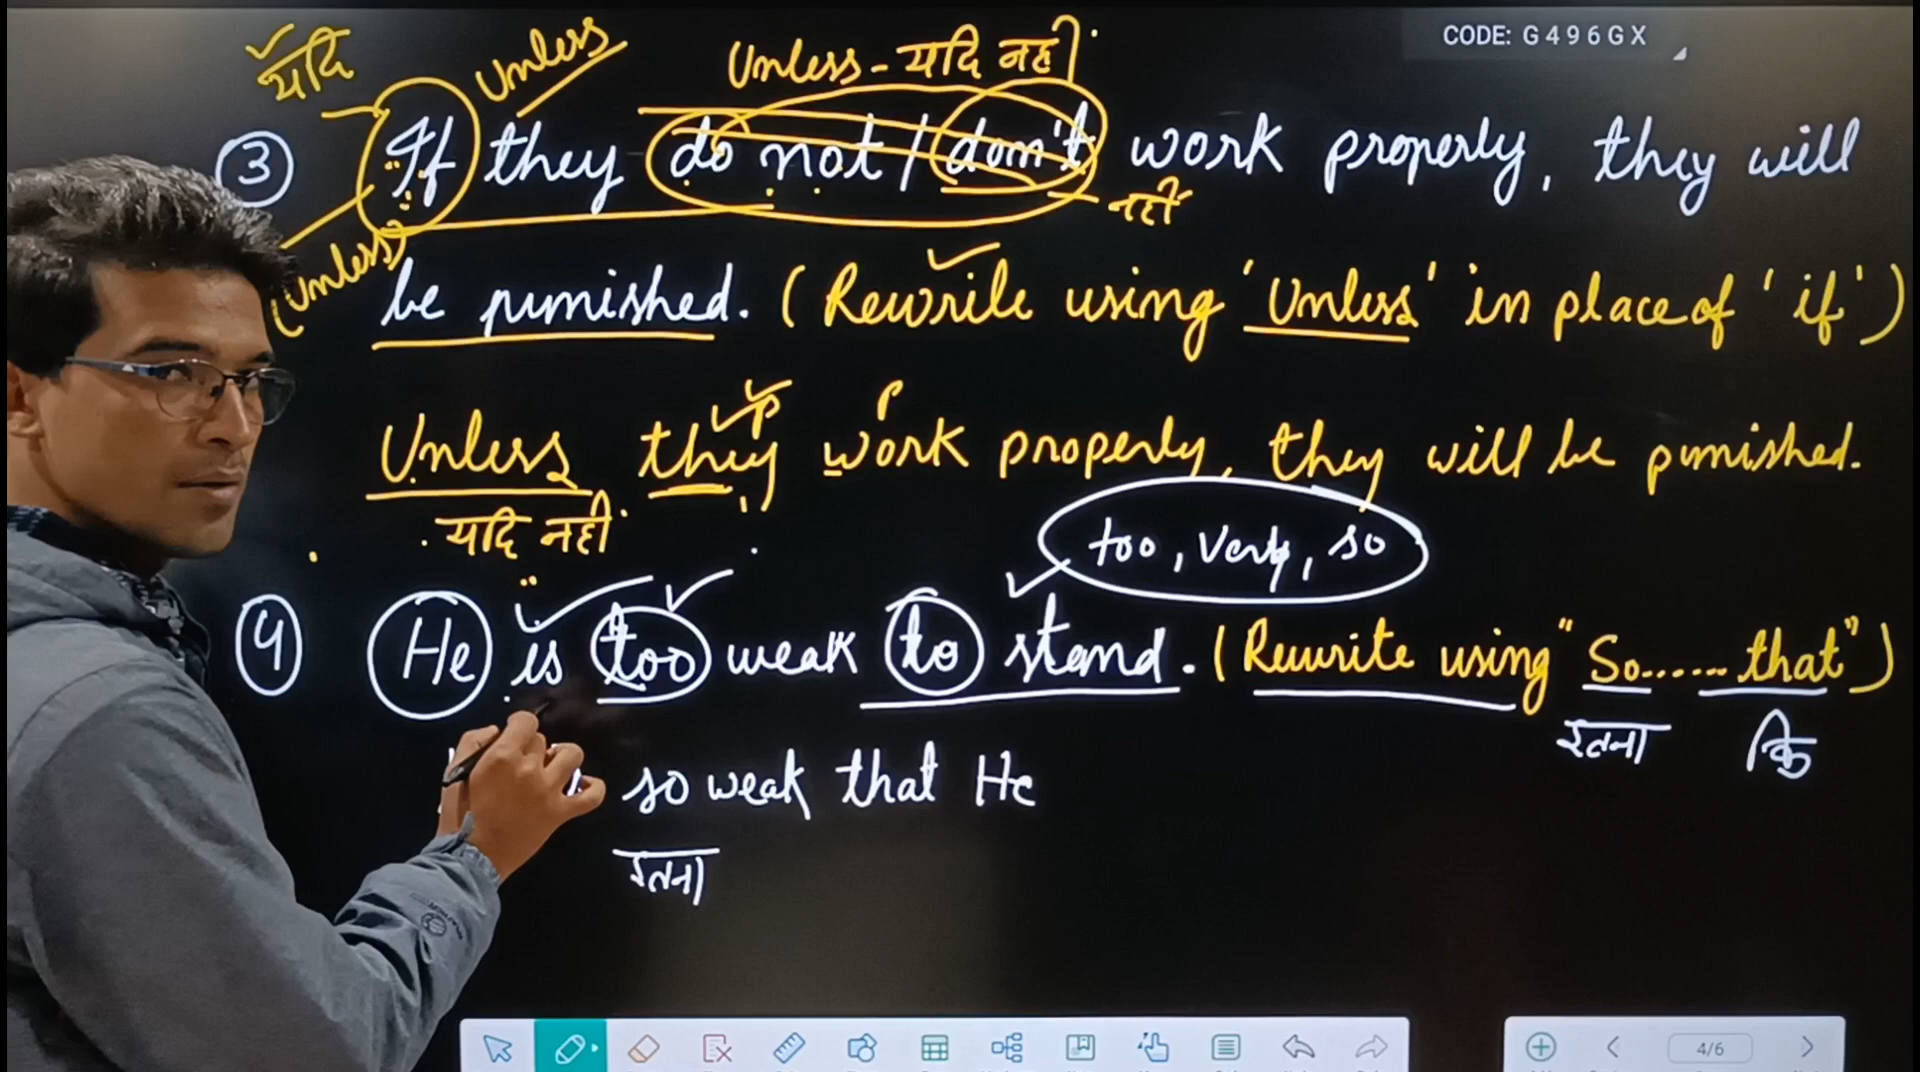 CODE: G496GX
यदि Unless Unless - यदि नहीं
3 If they do not / don't work properly, they will
(Unless) नहीं
be punished. (Rewrite using 'Unless' in place of 'if')
Unless they work properly, they will be punished.
यदि नहीं
too, Very, so
4 He is too weak to stand. (Rewrite using "So......that")
इतना कि
so weak that He
इतना
4/6